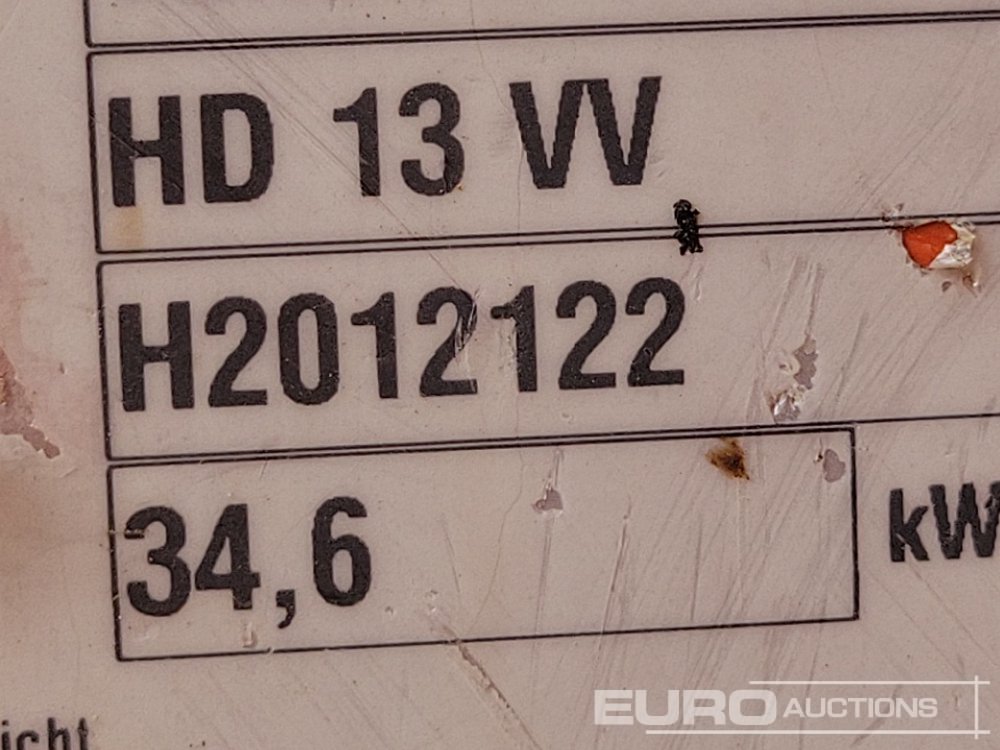 HD 13 VV
H2012122
34,6 kW
icht
EURO AUCTIONS